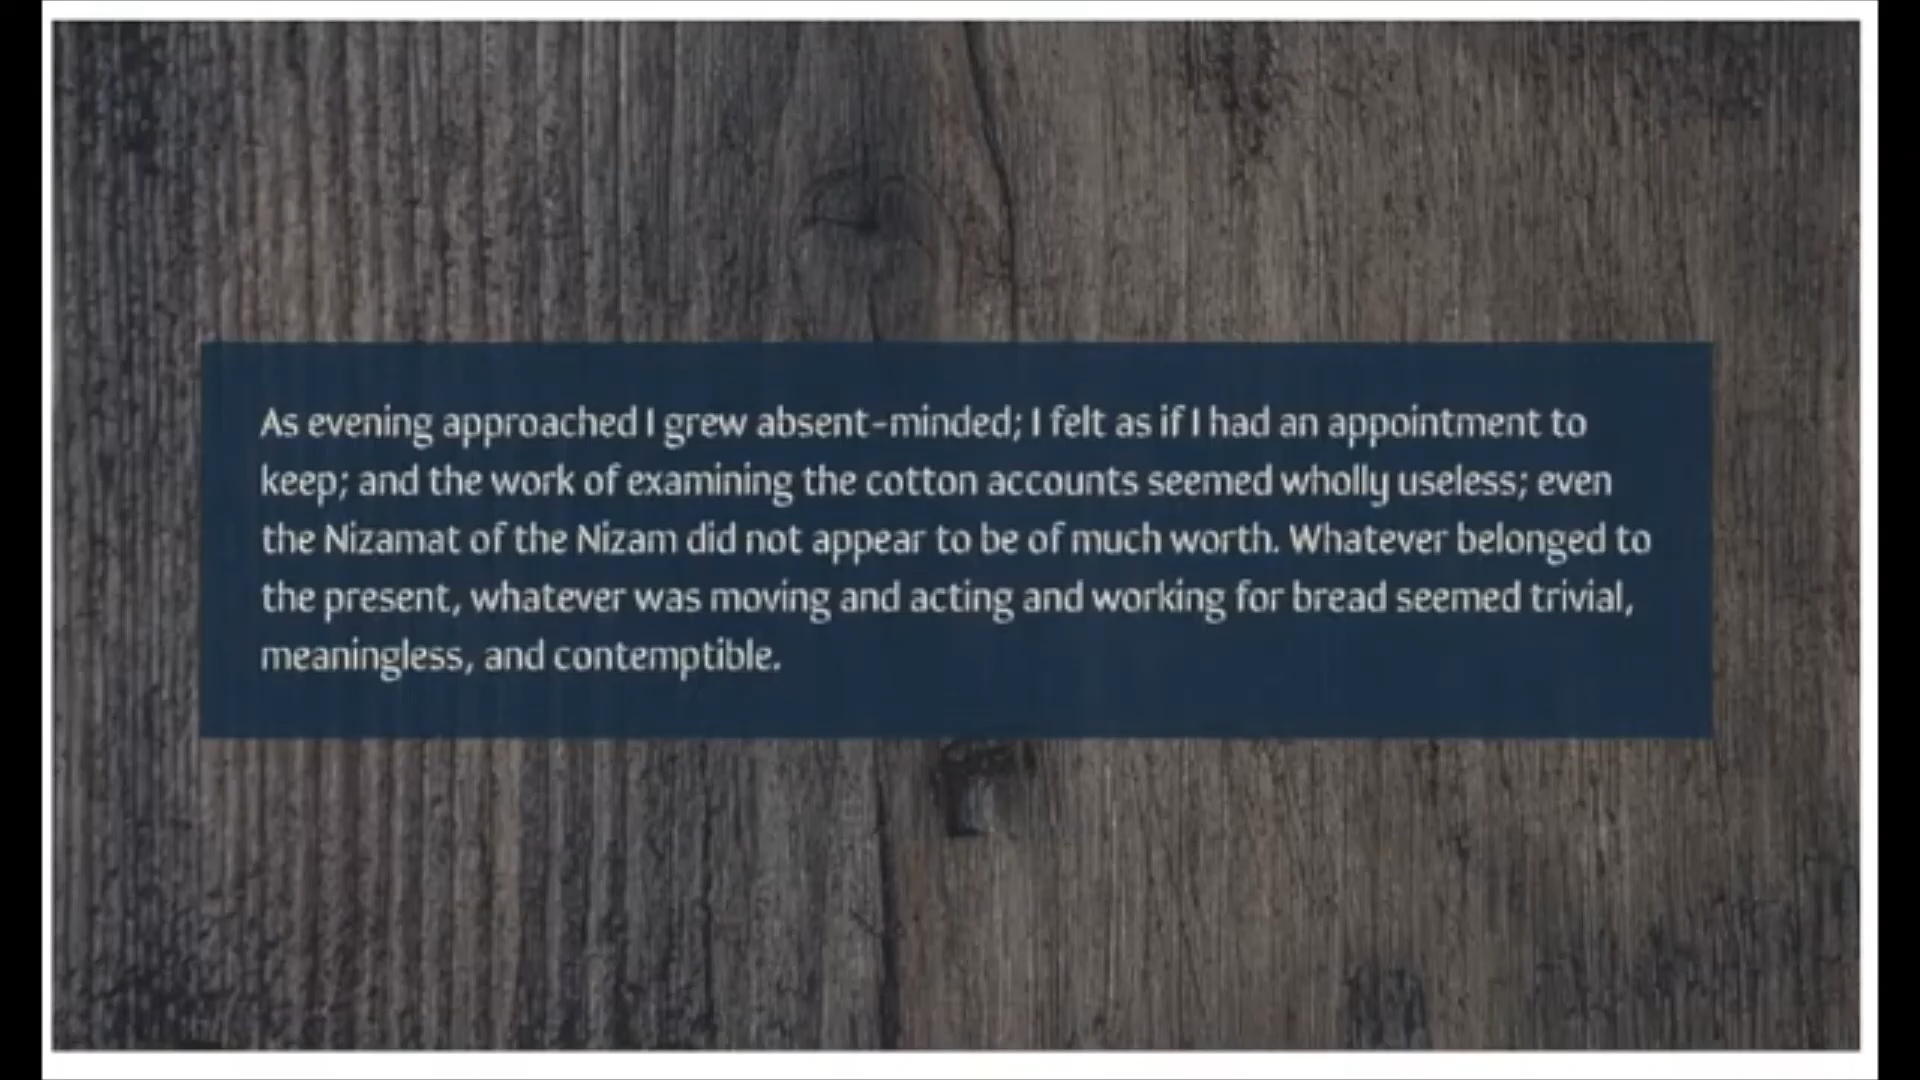 As evening approached I grew absent-minded; I felt as if I had an appointment to
keep; and the work of examining the cotton accounts seemed wholly useless; even
the Nizamat of the Nizam did not appear to be of much worth. Whatever belonged to
the present, whatever was moving and acting and working for bread seemed trivial,
meaningless, and contemptible.